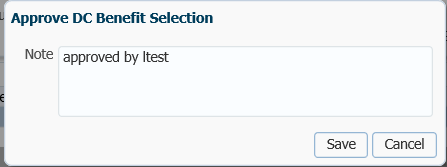 Approve DC Benefit Selection
Note
approved by ltest
Save
Cancel